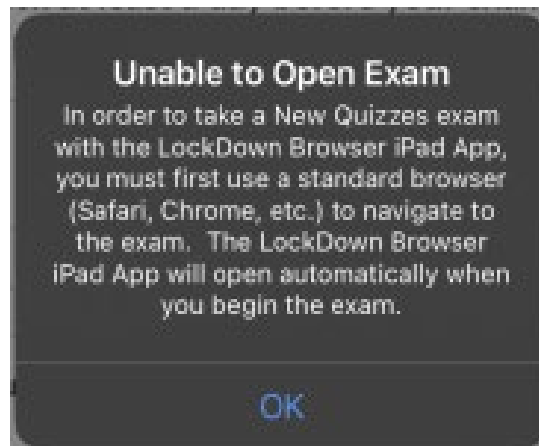 Unable to Open Exam
In order to take a New Quizzes exam
with the LockDown Browser iPad App,
you must first use a standard browser
(Safari, Chrome, etc.) to navigate to
the exam. The LockDown Browser
iPad App will open automatically when
you begin the exam.
OK